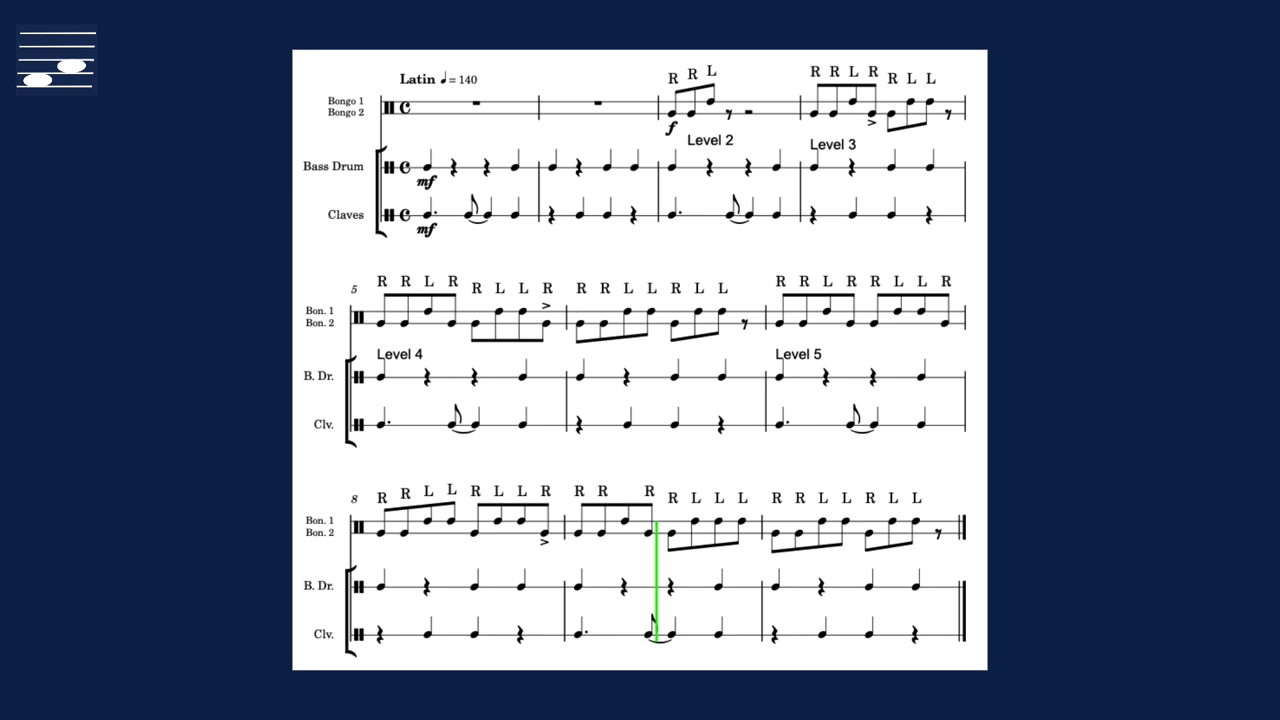 Latin ♩= 140
R R L R R L R R L L
Bongo 1
Bongo 2
f
Level 2 Level 3
Bass Drum
mf
Claves
mf
R R L R R L L R R R L L R L L R R L R R L L R
5
Bon. 1
Bon. 2
Level 4 Level 5
B. Dr.
Clv.
R R L L R L L R R R R R L L L R R L L R L L
8
Bon. 1
Bon. 2
B. Dr.
Clv.